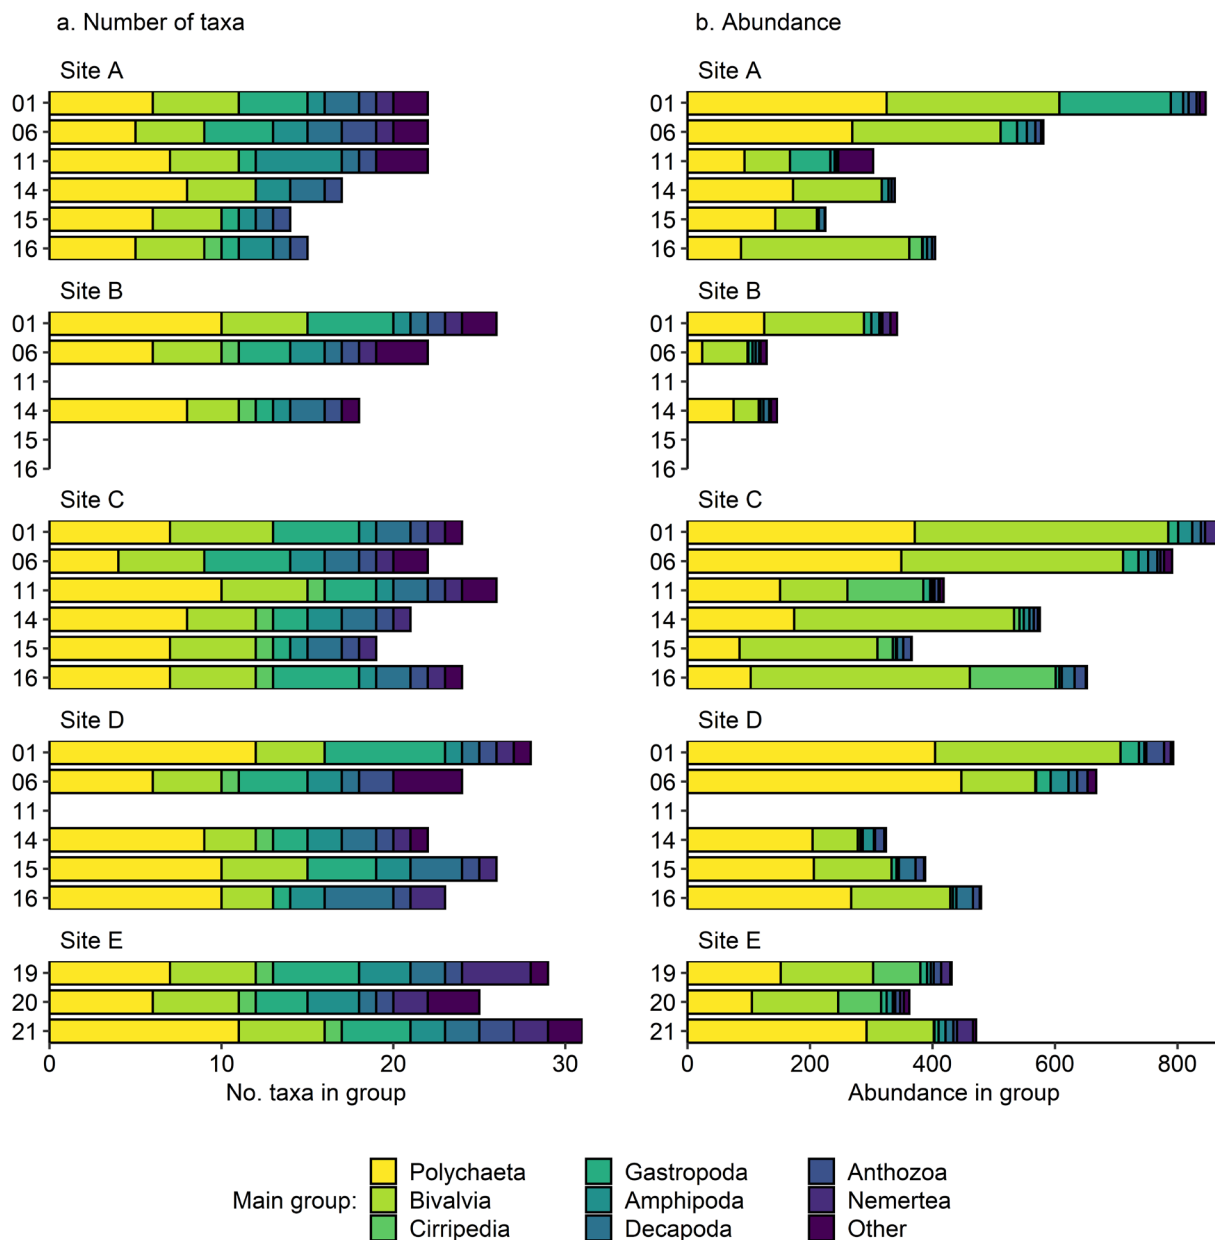 a. Number of taxa
Site A
01
06
11
14
15
16
Site B
01
06
11
14
15
16
Site C
01
06
11
14
15
16
Site D
01
06
11
14
15
16
Site E
19
20
21
0 10 20 30
No. taxa in group
b. Abundance
Site A
01
06
11
14
15
16
Site B
01
06
11
14
15
16
Site C
01
06
11
14
15
16
Site D
01
06
11
14
15
16
Site E
19
20
21
0 200 400 600 800
Abundance in group
Main group:
Polychaeta
Bivalvia
Cirripedia
Gastropoda
Amphipoda
Decapoda
Anthozoa
Nemertea
Other